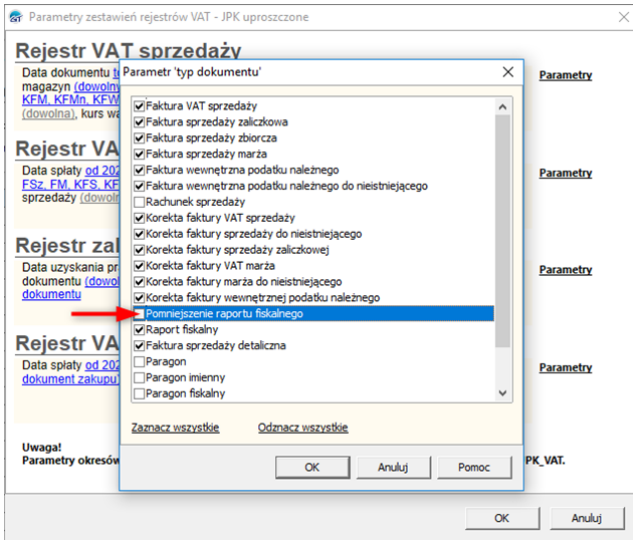 Parametry zestawień rejestrów VAT - JPK uproszczone
Rejestr VAT sprzedaży
Data dokumentu
magazyn (dowolny
KFM, KFMn, KFW
(dowolna), kurs
Parametry
Rejestr VA
Data spłaty od 202
FSz, FM, KFS, KF
sprzedaży (dowoln
Parametry
Rejestr zal
Data uzyskania pr
dokumentu (dowol
dokumentu
Parametry
Rejestr VA
Data spłaty od 202
dokument zakupu)
Parametry
Uwaga!
Parametry okresów
PK_VAT.
OK
Anuluj
Parametr 'typ dokumentu'
Faktura VAT sprzedaży
Faktura sprzedaży zaliczkowa
Faktura sprzedaży zbiorcza
Faktura sprzedaży marża
Faktura wewnętrzna podatku należnego
Faktura wewnętrzna podatku należnego do nieistniejącego
Rachunek sprzedaży
Korekta faktury VAT sprzedaży
Korekta faktury sprzedaży do nieistniejącego
Korekta faktury sprzedaży zaliczkowej
Korekta faktury VAT marża
Korekta faktury marża do nieistniejącego
Korekta faktury wewnętrznej podatku należnego
Pomniejszenie raportu fiskalnego
Raport fiskalny
Faktura sprzedaży detaliczna
Paragon
Paragon imienny
Paragon fiskalny
Zaznacz wszystkie
Odznacz wszystkie
OK
Anuluj
Pomoc